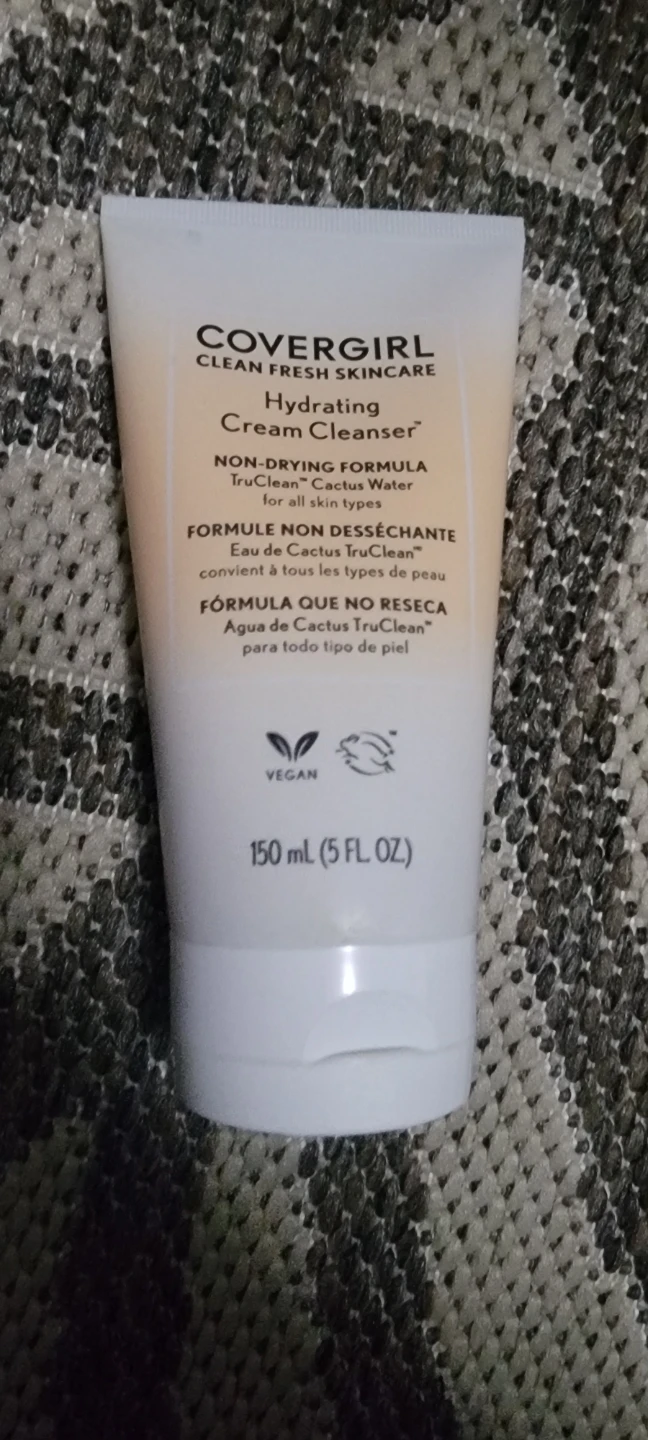 COVERGIRL
CLEAN FRESH SKINCARE
Hydrating
Cream Cleanser™
NON-DRYING FORMULA
TruClean™ Cactus Water
for all skin types
FORMULE NON DESSÉCHANTE
Eau de Cactus TruClean™
convient à tous les types de peau
FÓRMULA QUE NO RESECA
Agua de Cactus TruClean™
para todo tipo de piel
VEGAN
™
150 mL (5 FL. OZ.)